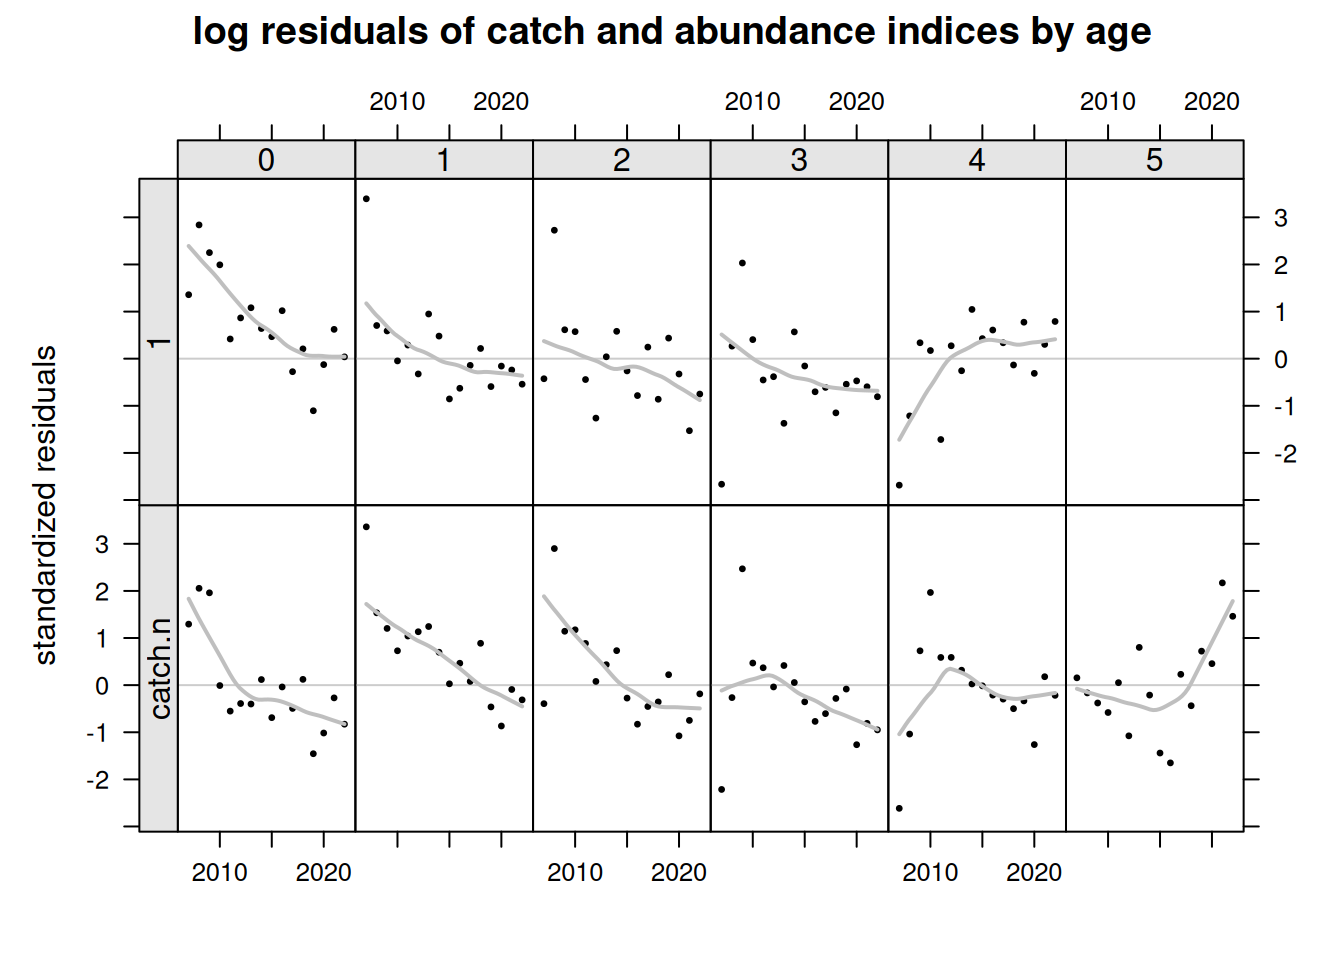 log residuals of catch and abundance indices by age
2010 2020 2010 2020 2010 2020
0 1 2 3 4 5
1
3
2
1
0
-1
-2
standardized residuals
catch.n
3
2
1
0
-1
-2
2010 2020 2010 2020 2010 2020